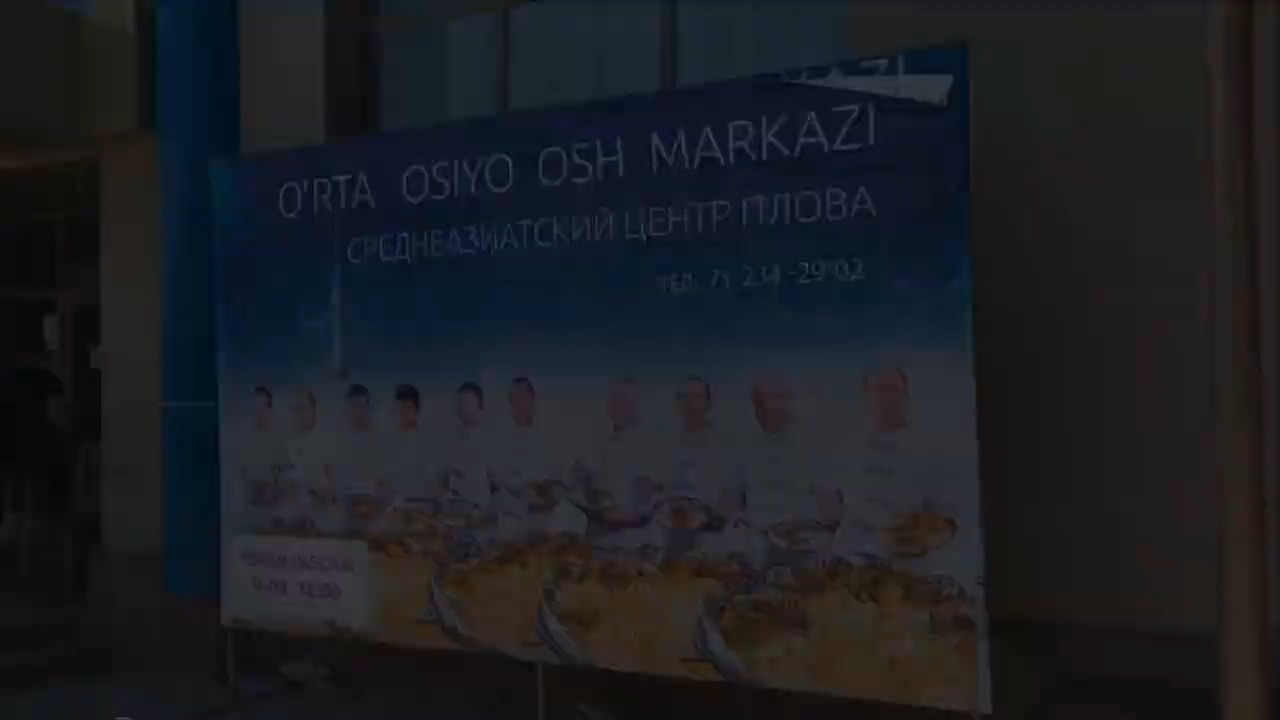 O'RTA OSIYO OSH MARKAZI
СРЕДНЕАЗИАТСКИЙ ЦЕНТР ПЛОВА
ТЕЛ: 71 234-29-02